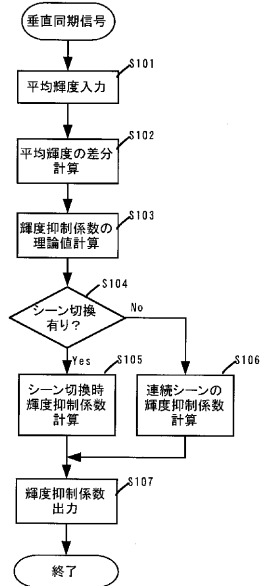 垂直同期信号
S101
平均輝度入力
S102
平均輝度の差分
計算
S103
輝度抑制係数の
理論値計算
S104
シーン切換
有り?
No
Yes
S105
シーン切換時
輝度抑制係数
計算
S106
連続シーンの
輝度抑制係数
計算
S107
輝度抑制係数
出力
終了